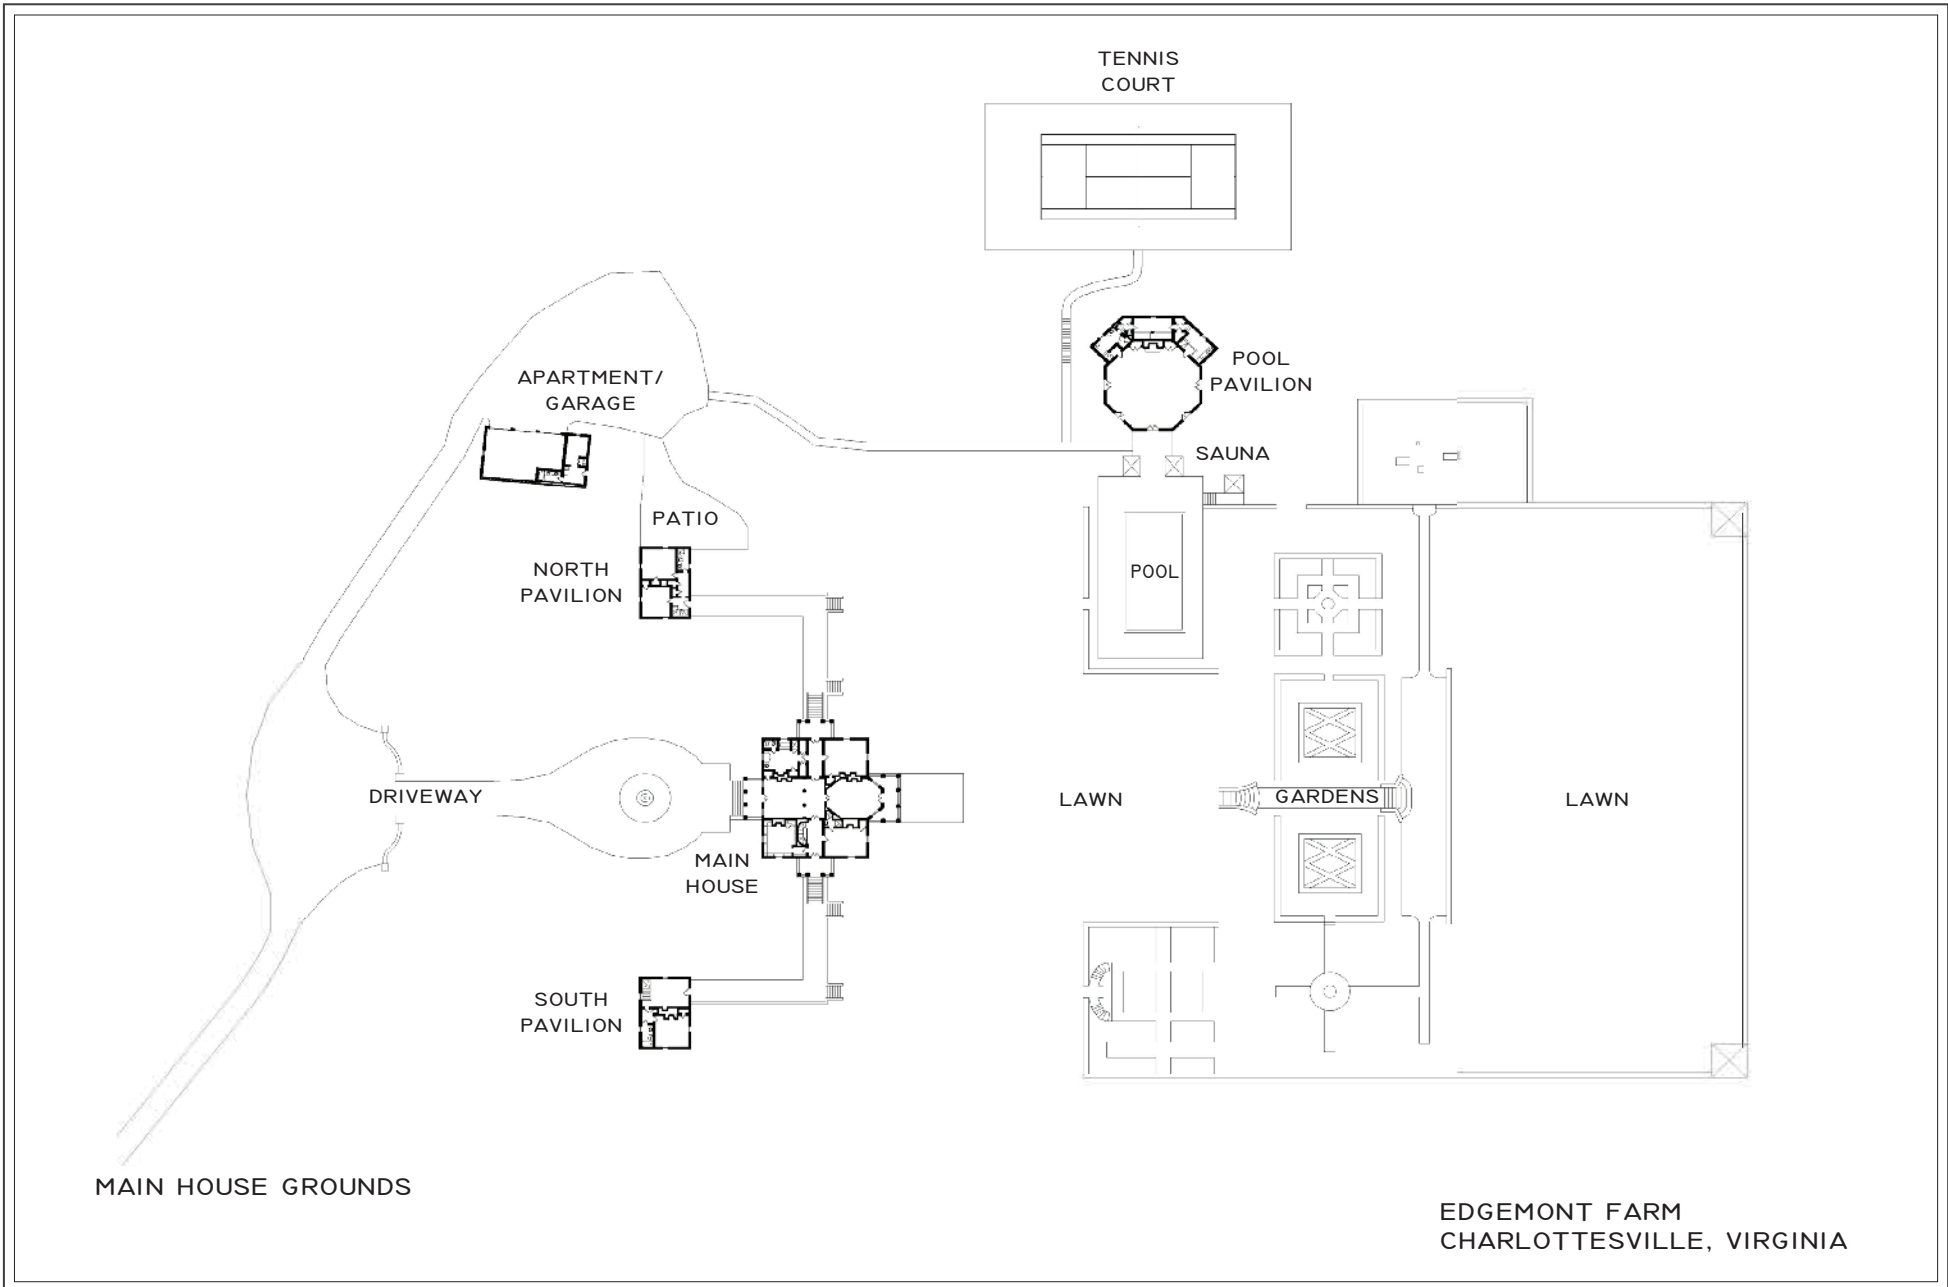 TENNIS
COURT
POOL
PAVILION
APARTMENT/
GARAGE
SAUNA
PATIO
NORTH
PAVILION
POOL
DRIVEWAY
LAWN
GARDENS
LAWN
MAIN
HOUSE
SOUTH
PAVILION
MAIN HOUSE GROUNDS
EDGEMONT FARM
CHARLOTTESVILLE, VIRGINIA